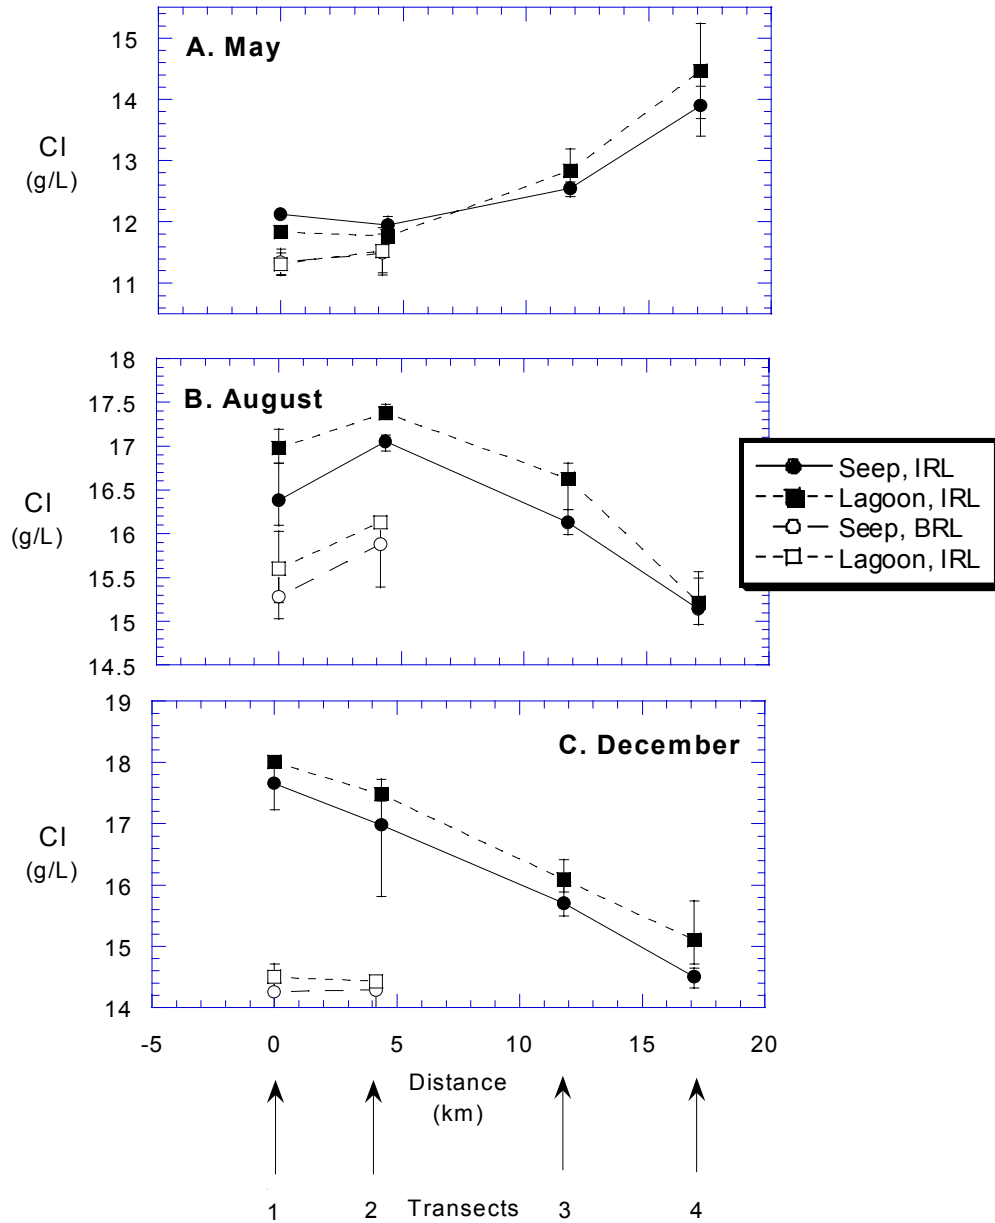 A. May
15
14
13
12
11
Cl
(g/L)
B. August
18
17.5
17
16.5
16
15.5
15
14.5
Cl
(g/L)
Seep, IRL
Lagoon, IRL
Seep, BRL
Lagoon, IRL
C. December
19
18
17
16
15
14
Cl
(g/L)
-5 0 5 10 15 20
Distance
(km)
1 2 Transects 3 4